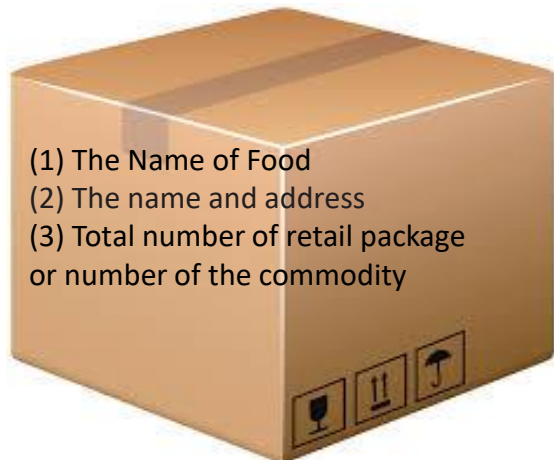 (1) The Name of Food
(2) The name and address
(3) Total number of retail package
or number of the commodity